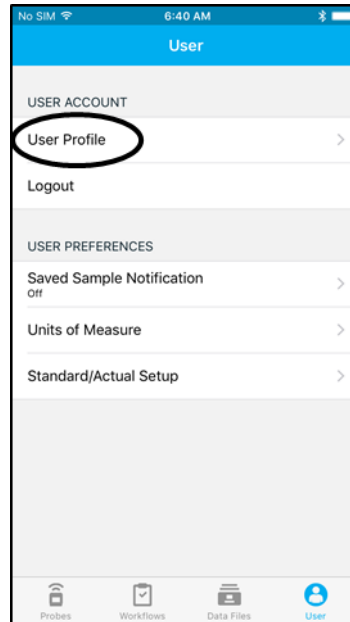 No SIM 6:40 AM
User
USER ACCOUNT
User Profile
Logout
USER PREFERENCES
Saved Sample Notification
Off
Units of Measure
Standard/Actual Setup
Probes Workflows Data Files User